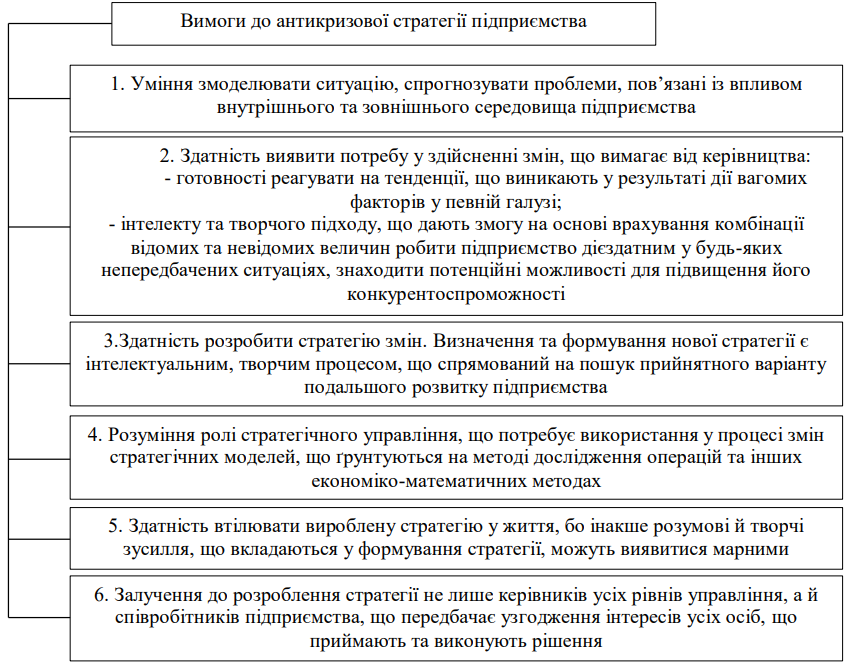 Вимоги до антикризової стратегії підприємства
1. Уміння змоделювати ситуацію, спрогнозувати проблеми, пов’язані із впливом
внутрішнього та зовнішнього середовища підприємства
2. Здатність виявити потребу у здійсненні змін, що вимагає від керівництва:
- готовності реагувати на тенденції, що виникають у результаті дії вагомих
факторів у певній галузі;
- інтелекту та творчого підходу, що дають змогу на основі врахування комбінації
відомих та невідомих величин робити підприємство дієздатним у будь-яких
непередбачених ситуаціях, знаходити потенційні можливості для підвищення його
конкурентоспроможності
3.Здатність розробити стратегію змін. Визначення та формування нової стратегії є
інтелектуальним, творчим процесом, що спрямований на пошук прийнятного варіанту
подальшого розвитку підприємства
4. Розуміння ролі стратегічного управління, що потребує використання у процесі змін
стратегічних моделей, що ґрунтуються на методі дослідження операцій та інших
економіко-математичних методах
5. Здатність втілювати вироблену стратегію у життя, бо інакше розумові й творчі
зусилля, що вкладаються у формування стратегії, можуть виявитися марними
6. Залучення до розроблення стратегії не лише керівників усіх рівнів управління, а й
співробітників підприємства, що передбачає узгодження інтересів усіх осіб, що
приймають та виконують рішення